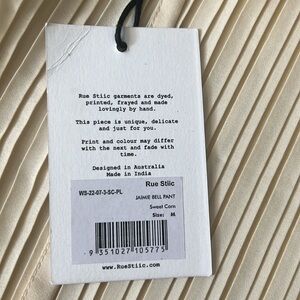 Rue Stiic garments are dyed,
printed, frayed and made
lovingly by hand.
This piece is unique, delicate
and just for you.
Print and colour may differ
with the next and fade with
time.
Designed in Australia
Made in India
WS-22-07-3-SC-PL
Rue Stiic
JAIMIE BELL PANT
Sweet Corn
Size: M
9 351027 105775
www.RueStiic.com